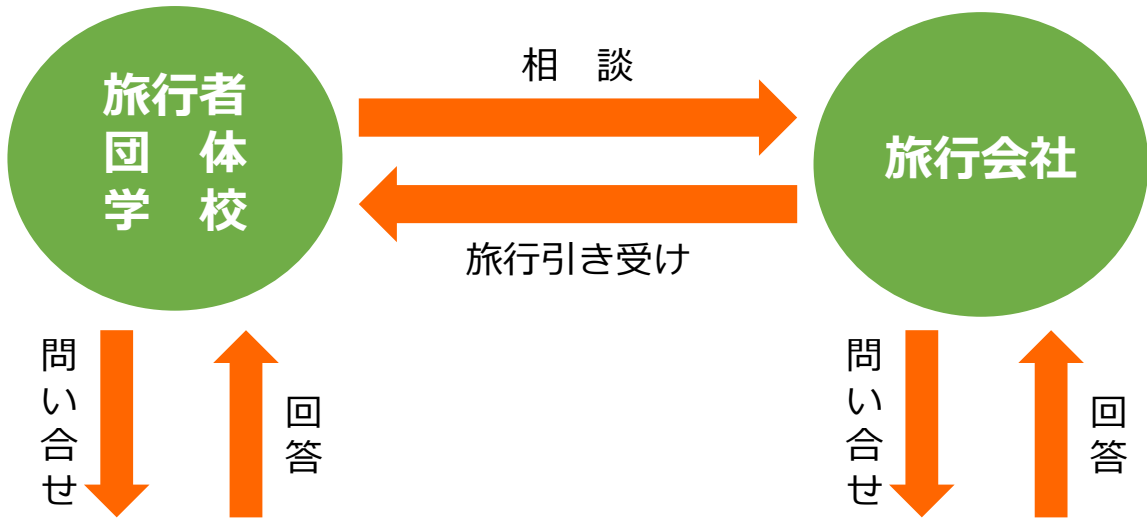 旅行者
団　体
学　校
相　談
旅行会社
旅行引き受け
問い合せ
回答
問い合せ
回答